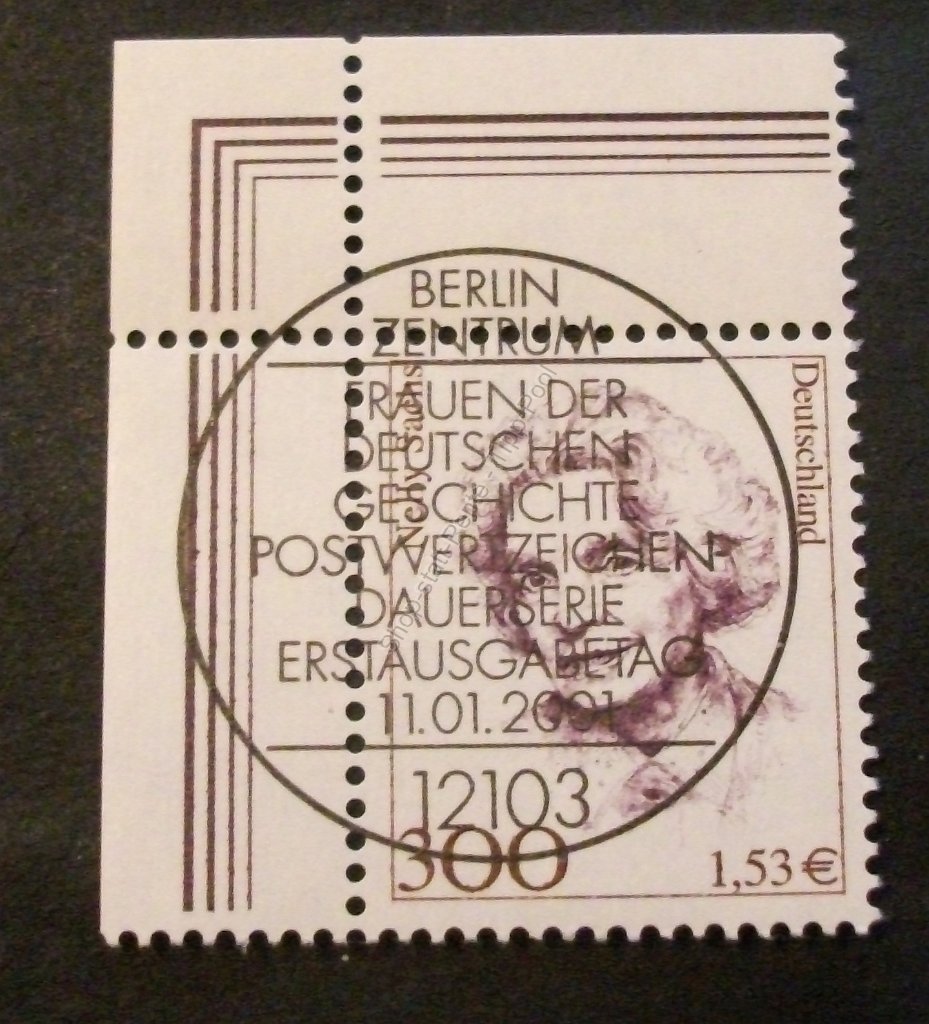 BERLIN
ZENTRUM
FRAUEN DER
DEUTSCHEN
GESCHICHTE
POSTWERTZEICHEN-
DAUERSERIE
ERSTAUSGABETAG
11.01.2001
12103
Nelly Sachs
Deutschland
300
1,53 €